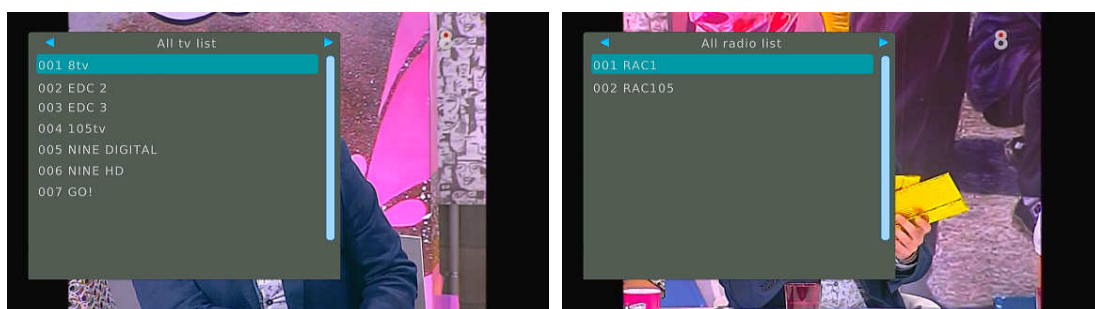 All tv list
8
001 8tv
002 EDC 2
003 EDC 3
004 105tv
005 NINE DIGITAL
006 NINE HD
007 GO!
All radio list
8
001 RAC1
002 RAC105